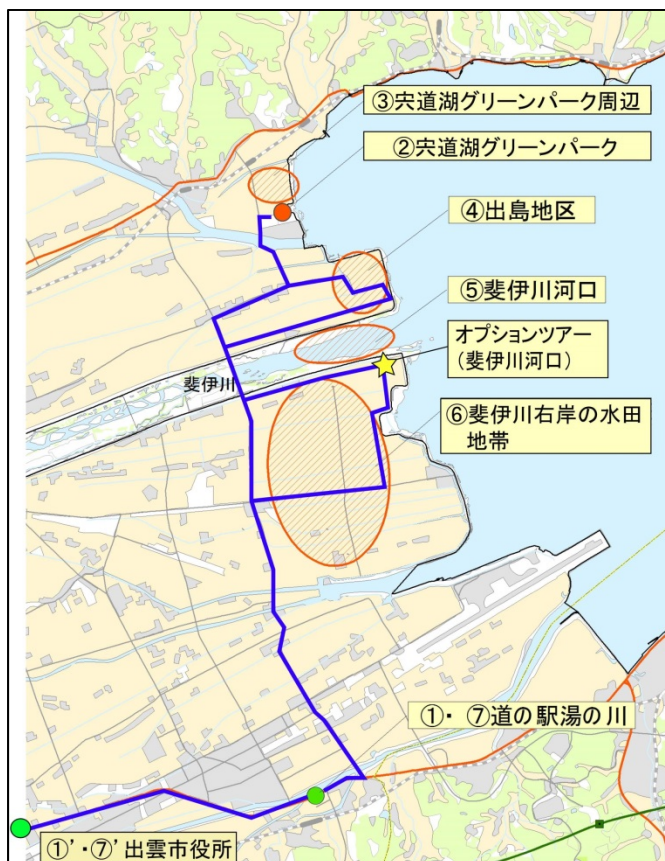 ③宍道湖グリーンパーク周辺
②宍道湖グリーンパーク
④出島地区
⑤斐伊川河口
オプションツアー
(斐伊川河口)
斐伊川
⑥斐伊川右岸の水田
地帯
①・⑦道の駅湯の川
①'・⑦'出雲市役所